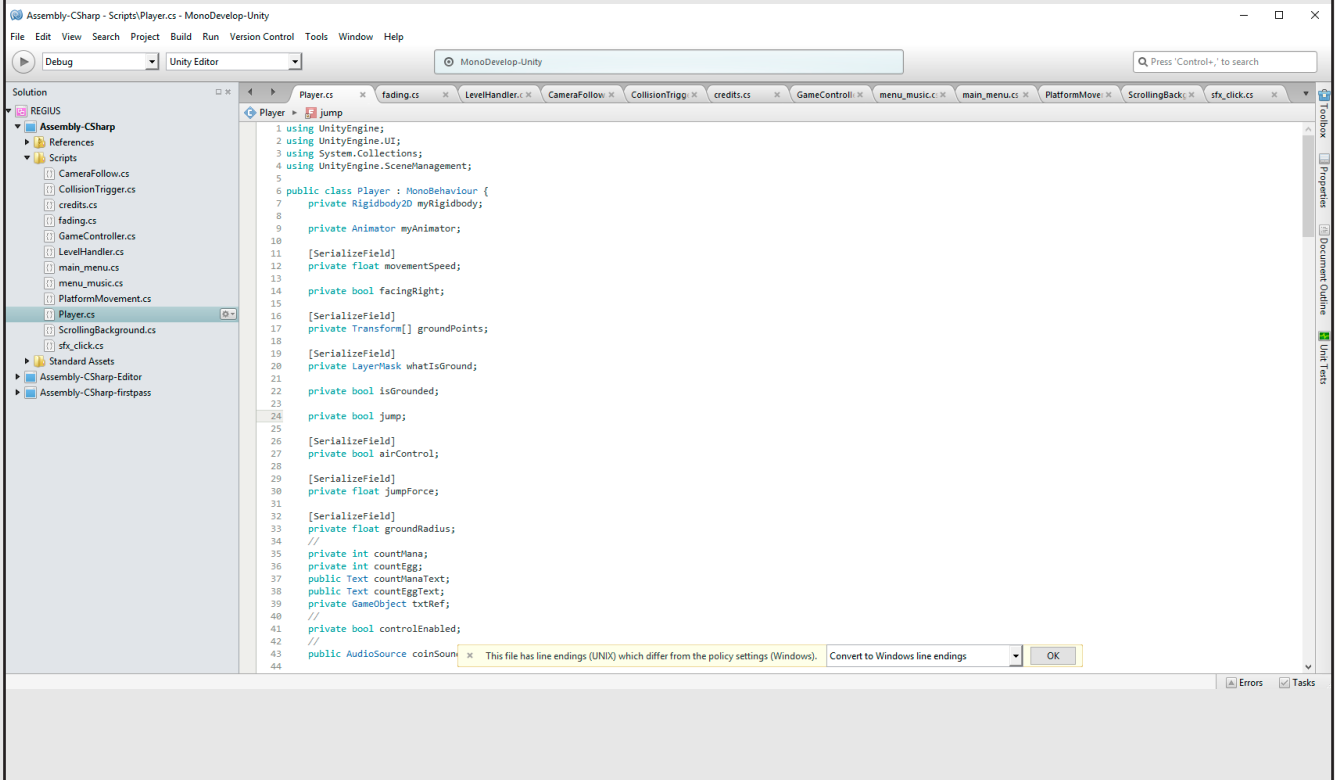 Assembly-CSharp - Scripts\Player.cs - MonoDevelop-Unity
File Edit View Search Project Build Run Version Control Tools Window Help
Debug Unity Editor MonoDevelop-Unity Press 'Control+,' to search
Solution
REGIUS
Assembly-CSharp
References
Scripts
CameraFollow.cs
CollisionTrigger.cs
credits.cs
fading.cs
GameController.cs
LevelHandler.cs
main_menu.cs
menu_music.cs
PlatformMovement.cs
Player.cs
ScrollingBackground.cs
sfx_click.cs
Standard Assets
Assembly-CSharp-Editor
Assembly-CSharp-firstpass
Player.cs fading.cs LevelHandler.c CameraFollow CollisionTrigg credits.cs GameControll menu_music.c main_menu.cs PlatformMove ScrollingBackg sfx_click.cs
Player jump
1 using UnityEngine;
2 using UnityEngine.UI;
3 using System.Collections;
4 using UnityEngine.SceneManagement;
5
6 public class Player : MonoBehaviour {
7 private Rigidbody2D myRigidbody;
8
9 private Animator myAnimator;
10
11 [SerializeField]
12 private float movementSpeed;
13
14 private bool facingRight;
15
16 [SerializeField]
17 private Transform[] groundPoints;
18
19 [SerializeField]
20 private LayerMask whatIsGround;
21
22 private bool isGrounded;
23
24 private bool jump;
25
26 [SerializeField]
27 private bool airControl;
28
29 [SerializeField]
30 private float jumpForce;
31
32 [SerializeField]
33 private float groundRadius;
34 //
35 private int countMana;
36 private int countEgg;
37 public Text countManaText;
38 public Text countEggText;
39 private GameObject txtRef;
40 //
41 private bool controlEnabled;
42 //
43 public AudioSource coinSoun
44
This file has line endings (UNIX) which differ from the policy settings (Windows). Convert to Windows line endings OK
Toolbox
Properties
Document Outline
Unit Tests
Errors Tasks